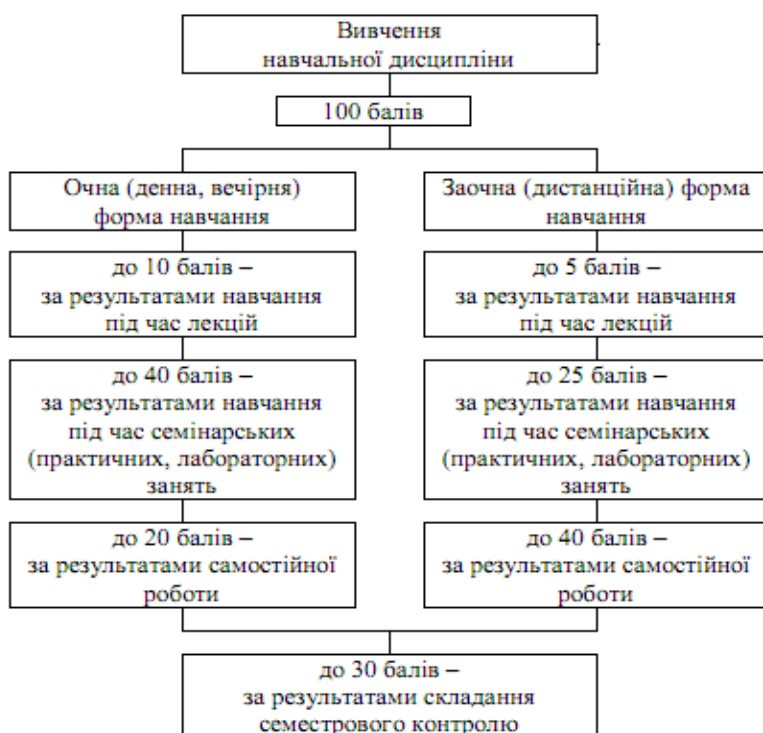 Вивчення
навчальної дисципліни
100 балів
Очна (денна, вечірня)
форма навчання
до 10 балів –
за результатами навчання
під час лекцій
до 40 балів –
за результатами навчання
під час семінарських
(практичних, лабораторних)
занять
до 20 балів –
за результатами самостійної
роботи
Заочна (дистанційна) форма
навчання
до 5 балів –
за результатами навчання
під час лекцій
до 25 балів –
за результатами навчання
під час семінарських
(практичних, лабораторних)
занять
до 40 балів –
за результатами самостійної
роботи
до 30 балів –
за результатами складання
семестрового контролю